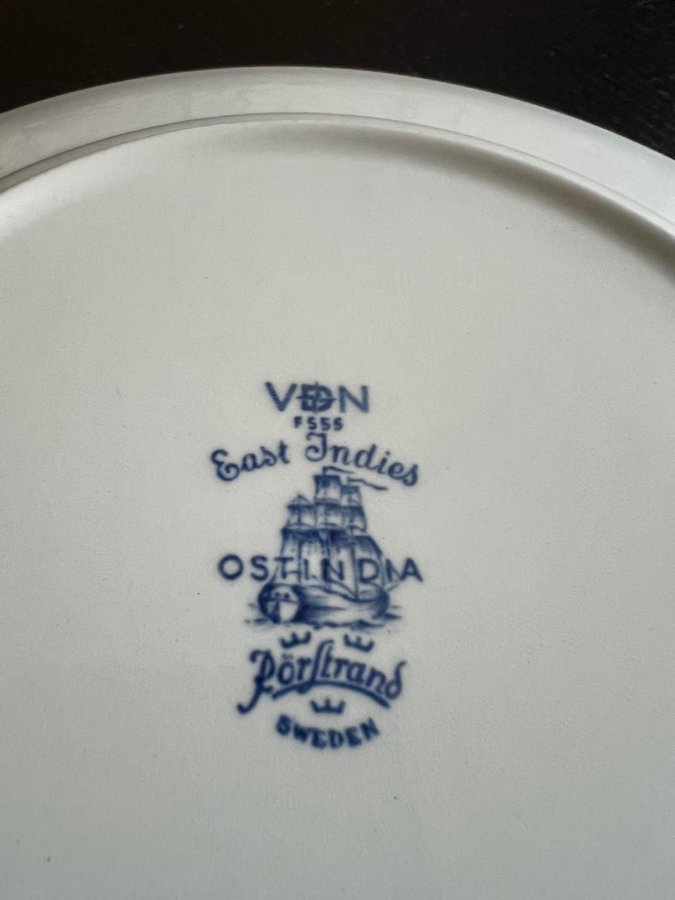 VDN
F555
East Indies
OSTINDIA
Rörstrand
SWEDEN